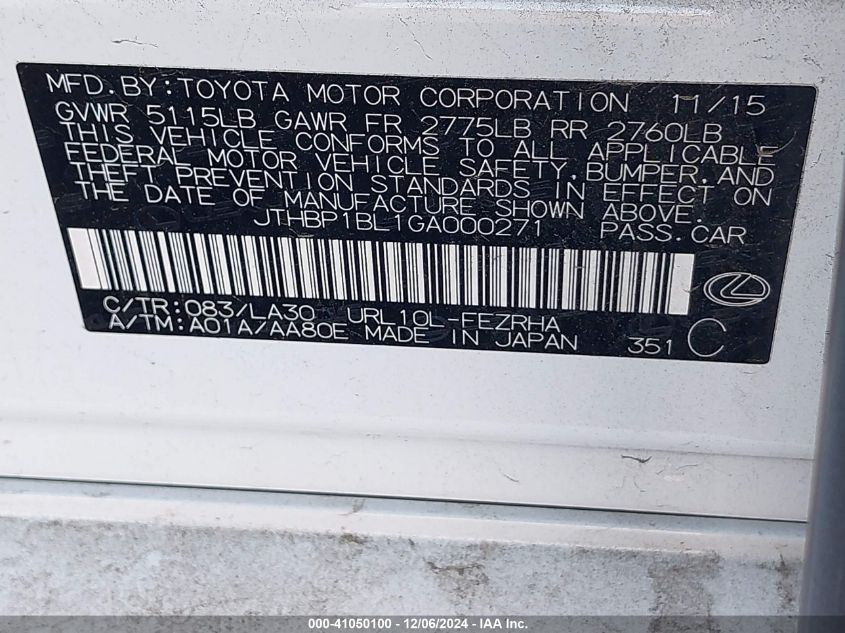 MFD.BY:TOYOTA MOTOR CORPORATION 11/15
GVWR 5115LB GAWR FR 2775LB RR 2760LB
THIS VEHICLE CONFORMS TO ALL APPLICABLE
FEDERAL MOTOR VEHICLE SAFETY,BUMPER,AND
THEFT PREVENTION STANDARDS IN EFFECT ON
THE DATE OF MANUFACTURE SHOWN ABOVE.
JTHBP1BL1GA000271 PASS.CAR
C/TR:083/LA30 URL10L-FEZRHA
A/TM:A01A/AA80E MADE IN JAPAN 351 C
000-41050100 - 12/06/2024 - IAA Inc.